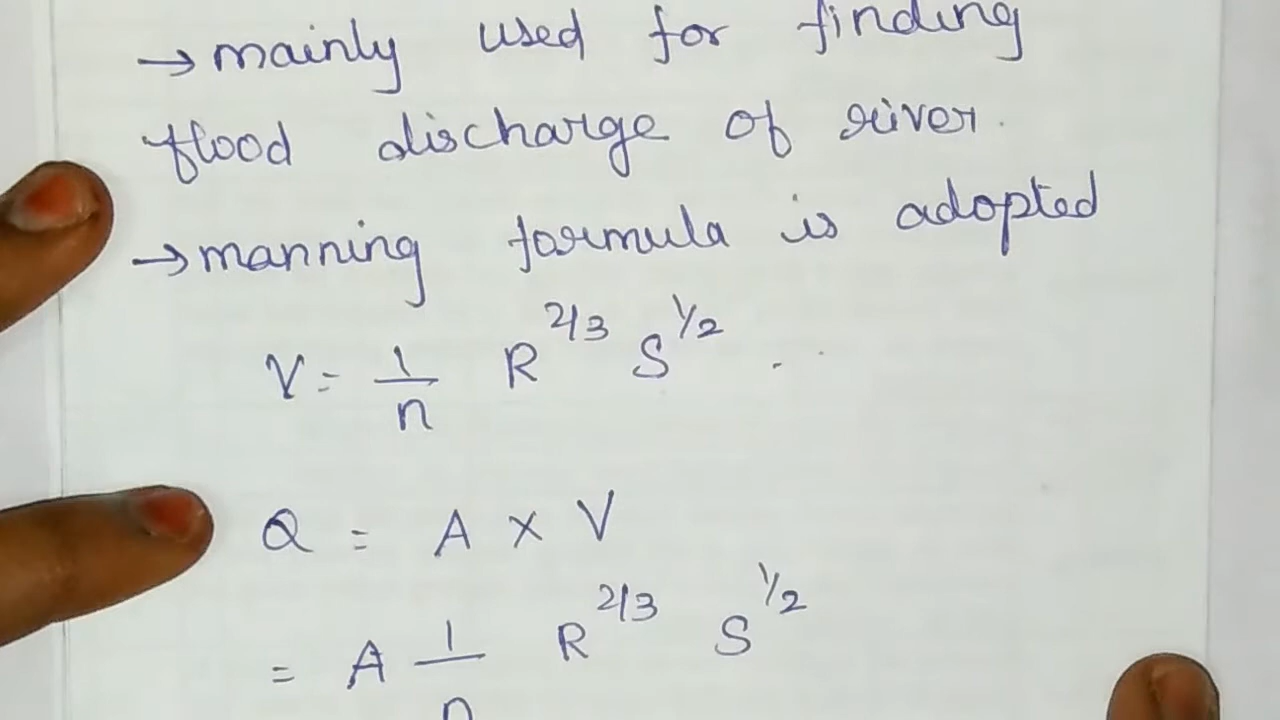 → mainly used for finding
flood discharge of river.
→ manning formula is adopted
V = 1/n R^2/3 S^1/2 .
Q = A × V
= A 1/n R^2/3 S^1/2